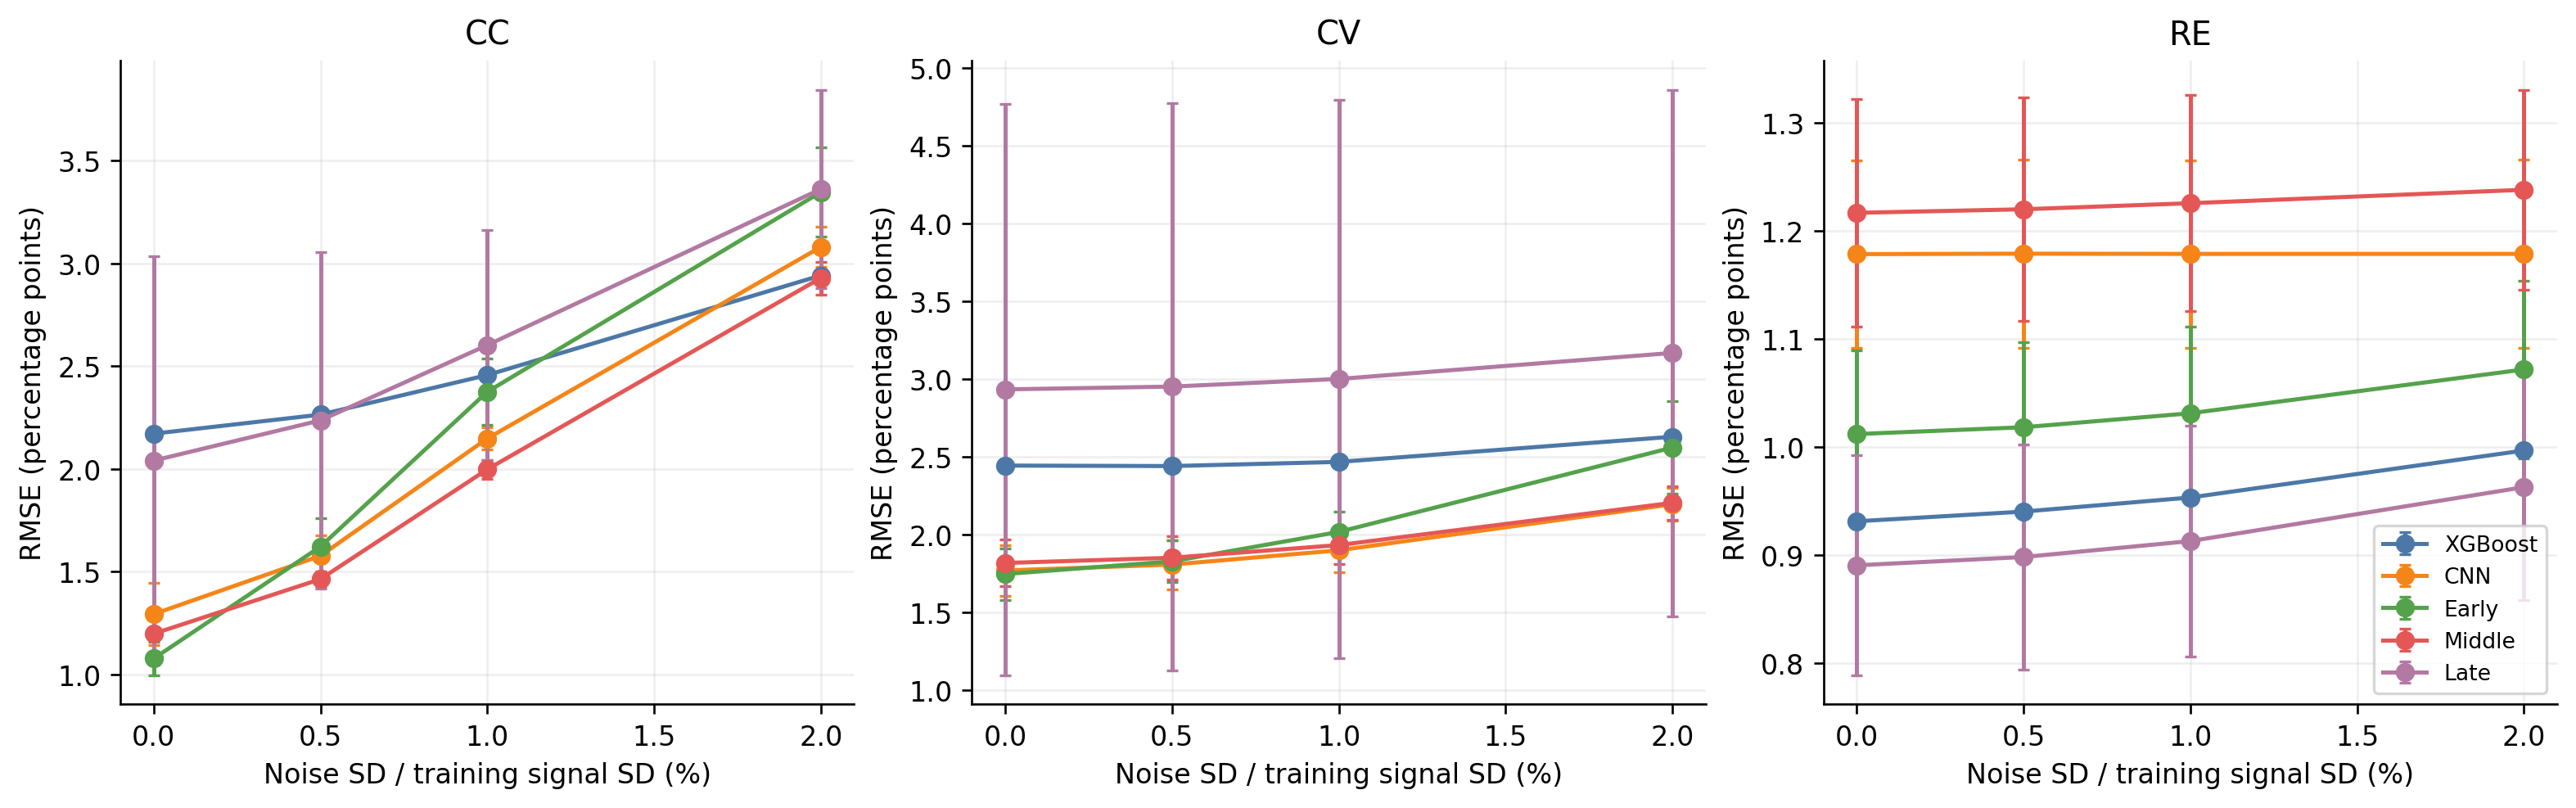 CC
RMSE (percentage points)
3.5
3.0
2.5
2.0
1.5
1.0
0.0 0.5 1.0 1.5 2.0
Noise SD / training signal SD (%)
CV
RMSE (percentage points)
5.0
4.5
4.0
3.5
3.0
2.5
2.0
1.5
1.0
0.0 0.5 1.0 1.5 2.0
Noise SD / training signal SD (%)
RE
RMSE (percentage points)
1.3
1.2
1.1
1.0
0.9
0.8
0.0 0.5 1.0 1.5 2.0
Noise SD / training signal SD (%)
XGBoost
CNN
Early
Middle
Late